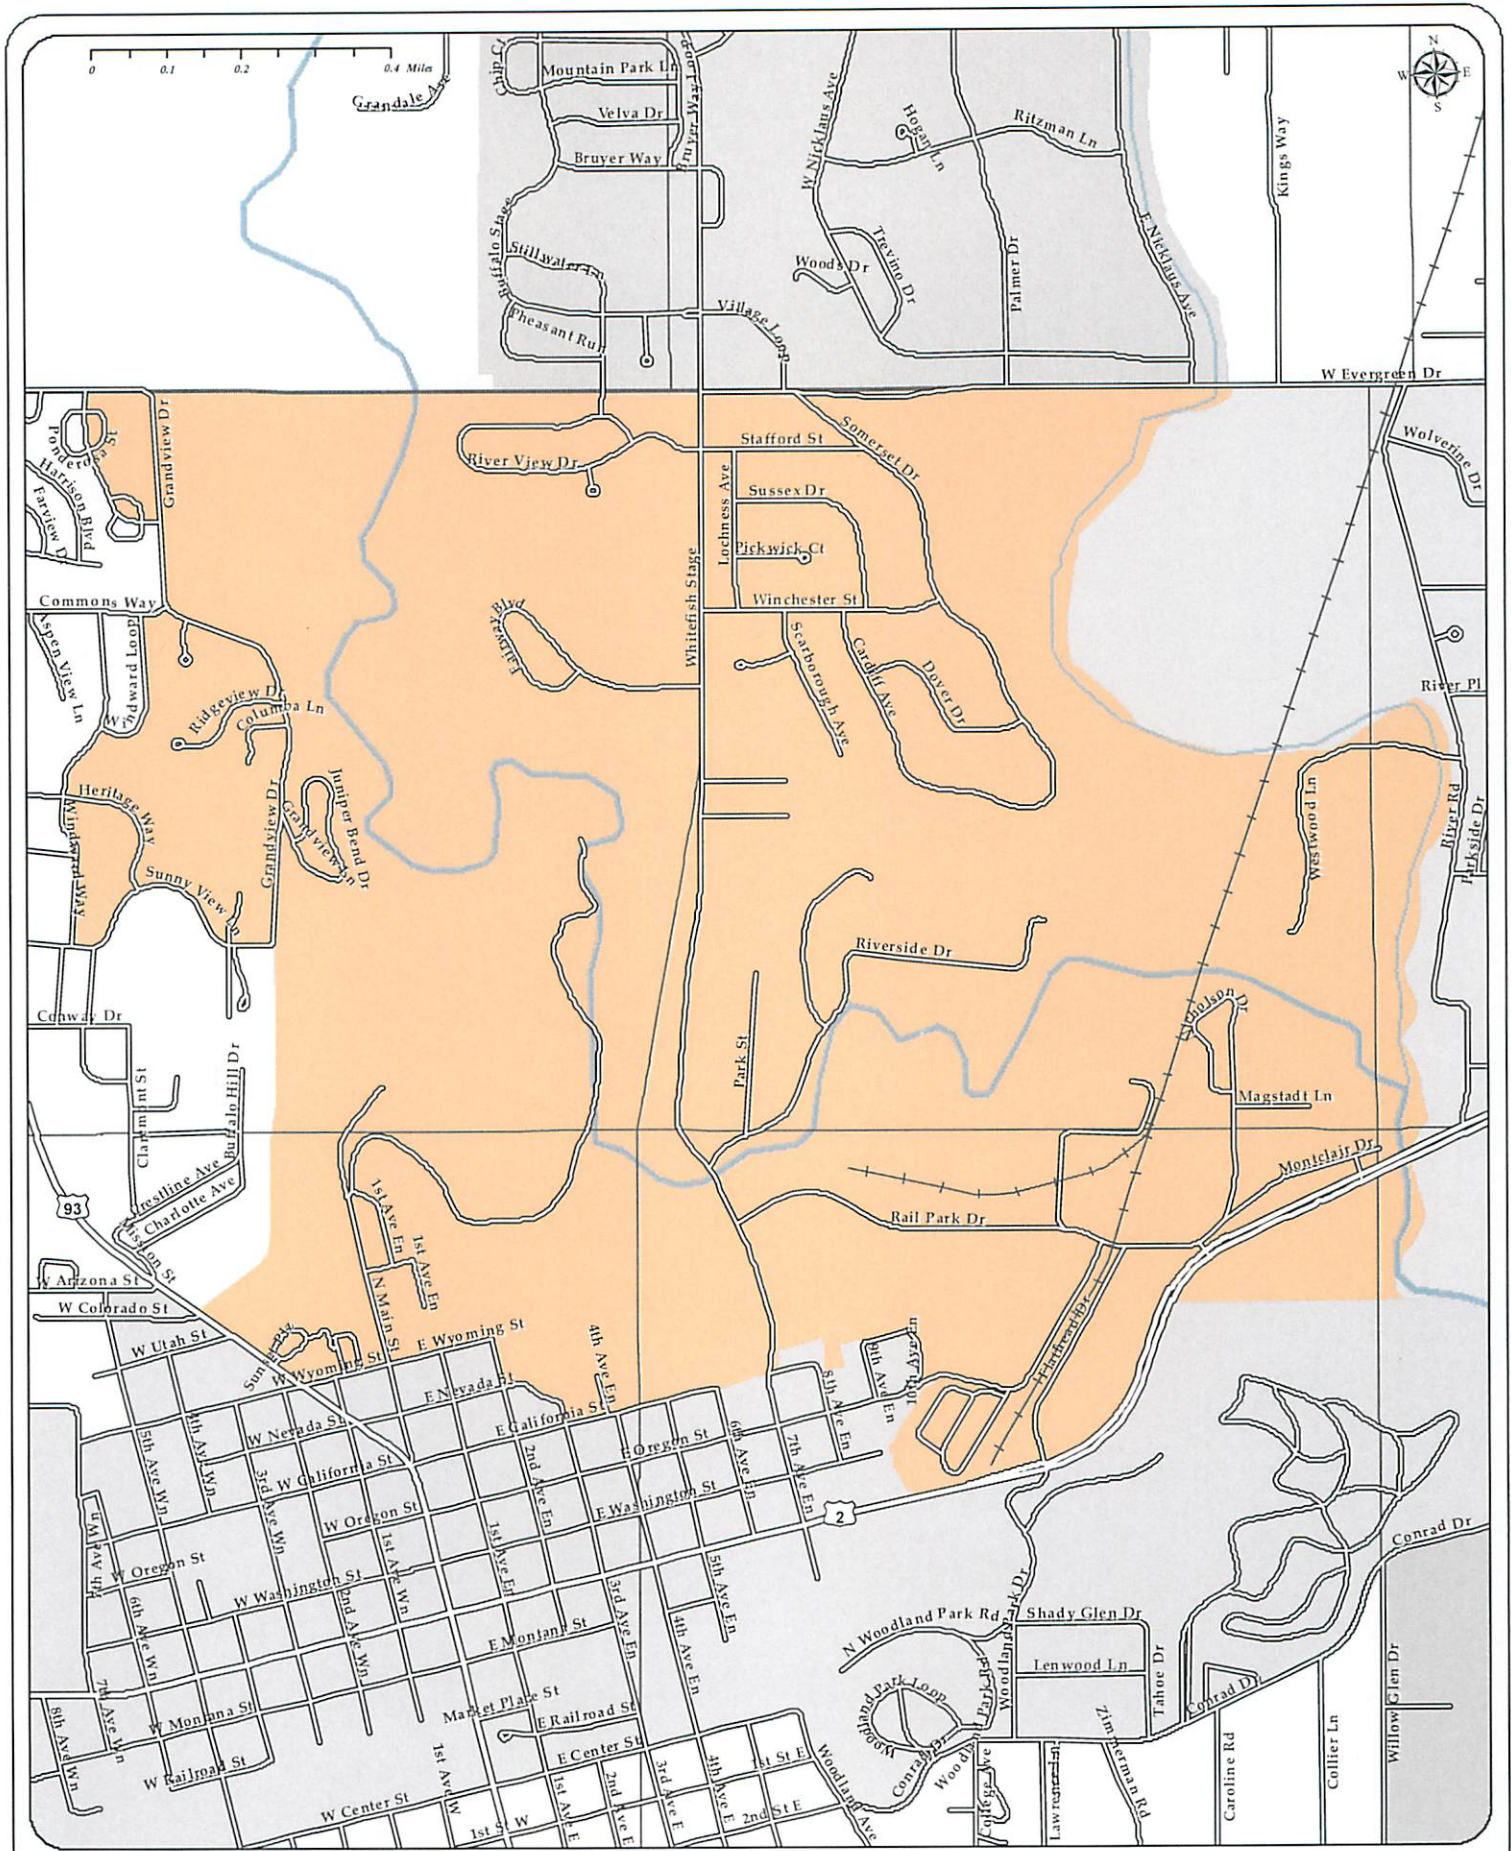 0 0.1 0.2 0.4 Miles
N
W E
S
Grandale Ave
Chip Ct
Mountain Park Ln
Velva Dr
Bruyer Way
Bruyer Way
Buffalo Stage
Stillwater Ln
Pheasant Run
Village Loop
W Nicklaus Ave
Hogan Ln
Ritzman Ln
Woods Dr
Trevino Dr
Palmer Dr
E Nicklaus Ave
Kings Way
W Evergreen Dr
Wolverine Dr
Ponderosa St
Harrison Blvd
Farview Dr
Grandview Dr
River View Dr
Stafford St
Somerset Dr
Lochness Ave
Sussex Dr
Pickwick Ct
Whitefish Stage
Winchester St
Commons Way
Aspen View Ln
Windward Loop
Fairway Blvd
Scarborough Ave
Cardiff Ave
Dover Dr
River Pl
Ridgeview Dr
Columba Ln
Heritage Way
Windward Way
Grandview Dr
Grandview Ln
Juniper Bend Dr
Sunny View Ln
Westwood Ln
River Rd
Parkside Dr
Riverside Dr
Nicholson Dr
Conway Dr
Claremont St
Buffalo Hill Dr
Park St
Magstadt Ln
Crestline Ave
Charlotte Ave
Mission St
Montclair Dr
93
1st Ave En
1st Ave En
N Main St
Rail Park Dr
W Arizona St
W Colorado St
W Utah St
Sunset Plz
W Wyoming St
E Wyoming St
4th Ave En
Flathead Dr
8th Ave En
9th Ave En
10th Ave En
E Nevada St
W Nevada St
E California St
W California St
5th Ave Wn
4th Ave Wn
3rd Ave Wn
2nd Ave En
E Oregon St
6th Ave En
7th Ave En
W Oregon St
E Washington St
2
7th Ave Wn
W Oregon St
W Washington St
1st Ave Wn
1st Ave En
5th Ave En
Conrad Dr
6th Ave Wn
2nd Ave Wn
3rd Ave En
4th Ave En
E Montana St
N Woodland Park Rd
Woodland Park Dr
Shady Glen Dr
Lenwood Ln
Tahoe Dr
Woodland Park Loop
Woodland Park Dr
Conrad Dr
Willow Glen Dr
8th Ave Wn
7th Ave Wn
W Montana St
Market Place St
E Railroad St
E Center St
W Railroad St
1st Ave W
W Center St
1st St W
1st Ave E
2nd Ave E
3rd Ave E
4th Ave E
1st St E
2nd St E
Woodland Ave
Conrad Dr
College Ave
Lawrence Ln
Zimmerman Rd
Caroline Rd
Collier Ln